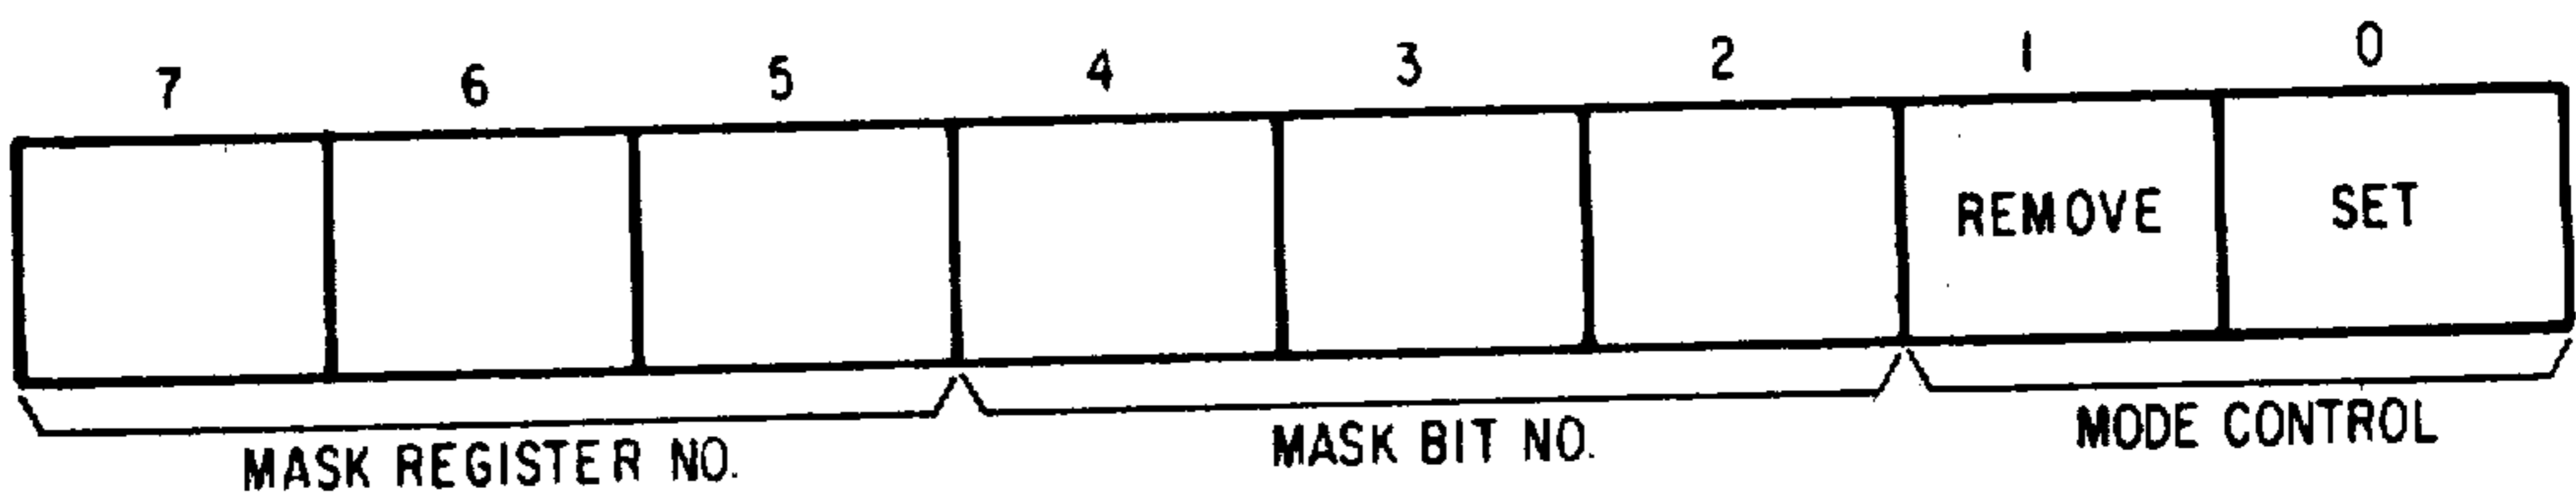 7 6 5 4 3 2 1 0
REMOVE SET
MASK REGISTER NO. MASK BIT NO. MODE CONTROL